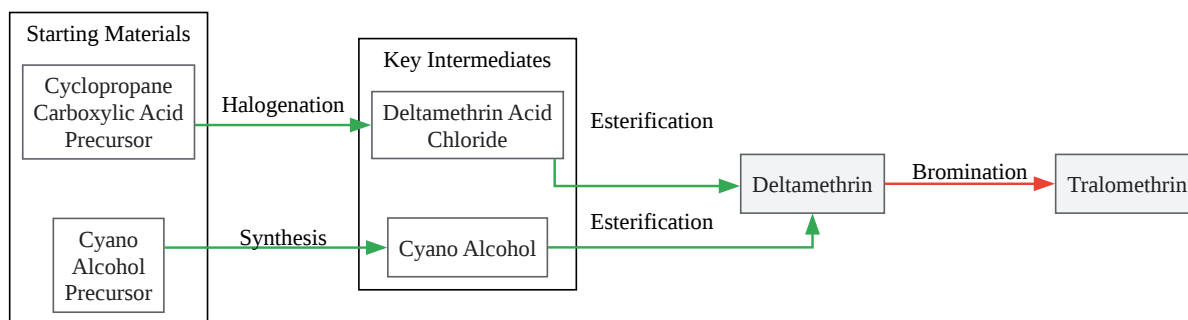 Starting Materials
Cyclopropane
Carboxylic Acid
Precursor
Halogenation
Key Intermediates
Deltamethrin Acid
Chloride
Esterification
Cyano
Alcohol
Precursor
Synthesis
Cyano Alcohol
Esterification
Deltamethrin
Bromination
Tralomethrin